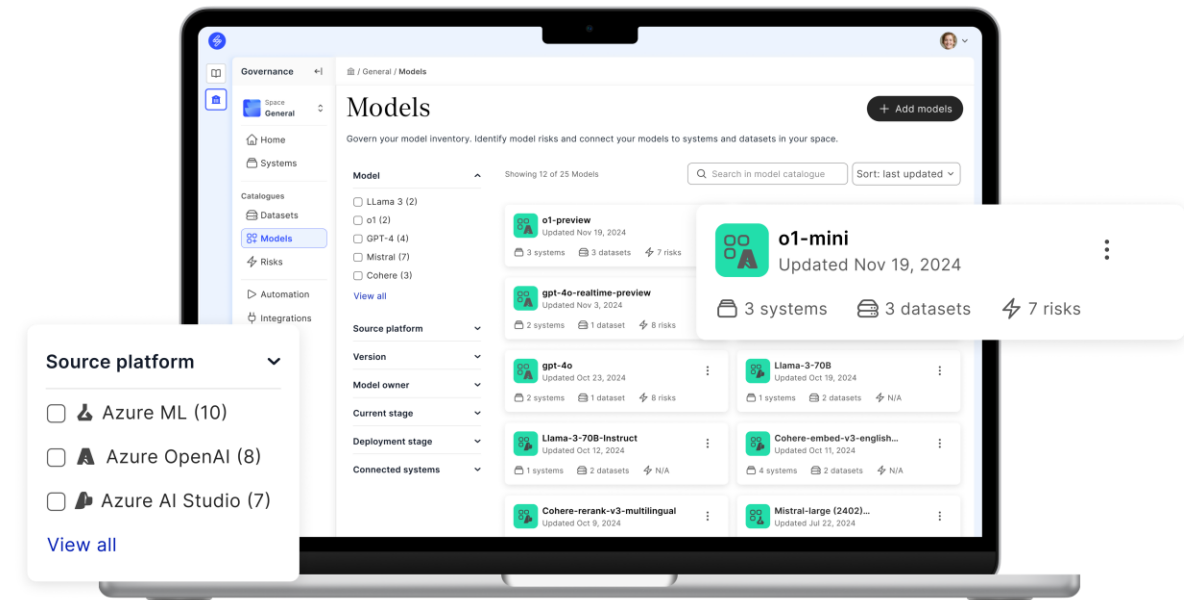 Governance
/ General / Models
Space
General
Home
Systems
Catalogues
Datasets
Models
Risks
Automation
Integrations
Models
+ Add models
Govern your model inventory. Identify model risks and connect your models to systems and datasets in your space.
Model
LLama 3 (2)
o1 (2)
GPT-4 (4)
Mistral (7)
Cohere (3)
View all
Source platform
Version
Model owner
Current stage
Deployment stage
Connected systems
Showing 12 of 25 Models
Search in model catalogue
Sort: last updated
o1-preview
Updated Nov 19, 2024
3 systems 3 datasets 7 risks
o1-mini
Updated Nov 19, 2024
3 systems 3 datasets 7 risks
gpt-4o-realtime-preview
Updated Nov 3, 2024
2 systems 1 dataset 8 risks
gpt-4o
Updated Oct 23, 2024
2 systems 1 dataset 8 risks
Llama-3-70B
Updated Oct 19, 2024
1 systems 2 datasets N/A
Llama-3-70B-Instruct
Updated Oct 12, 2024
1 systems 2 datasets N/A
Cohere-embed-v3-english...
Updated Oct 11, 2024
4 systems 2 datasets N/A
Cohere-rerank-v3-multilingual
Updated Oct 9, 2024
Mistral-large (2402)...
Updated Jul 22, 2024
Source platform
Azure ML (10)
Azure OpenAI (8)
Azure AI Studio (7)
View all